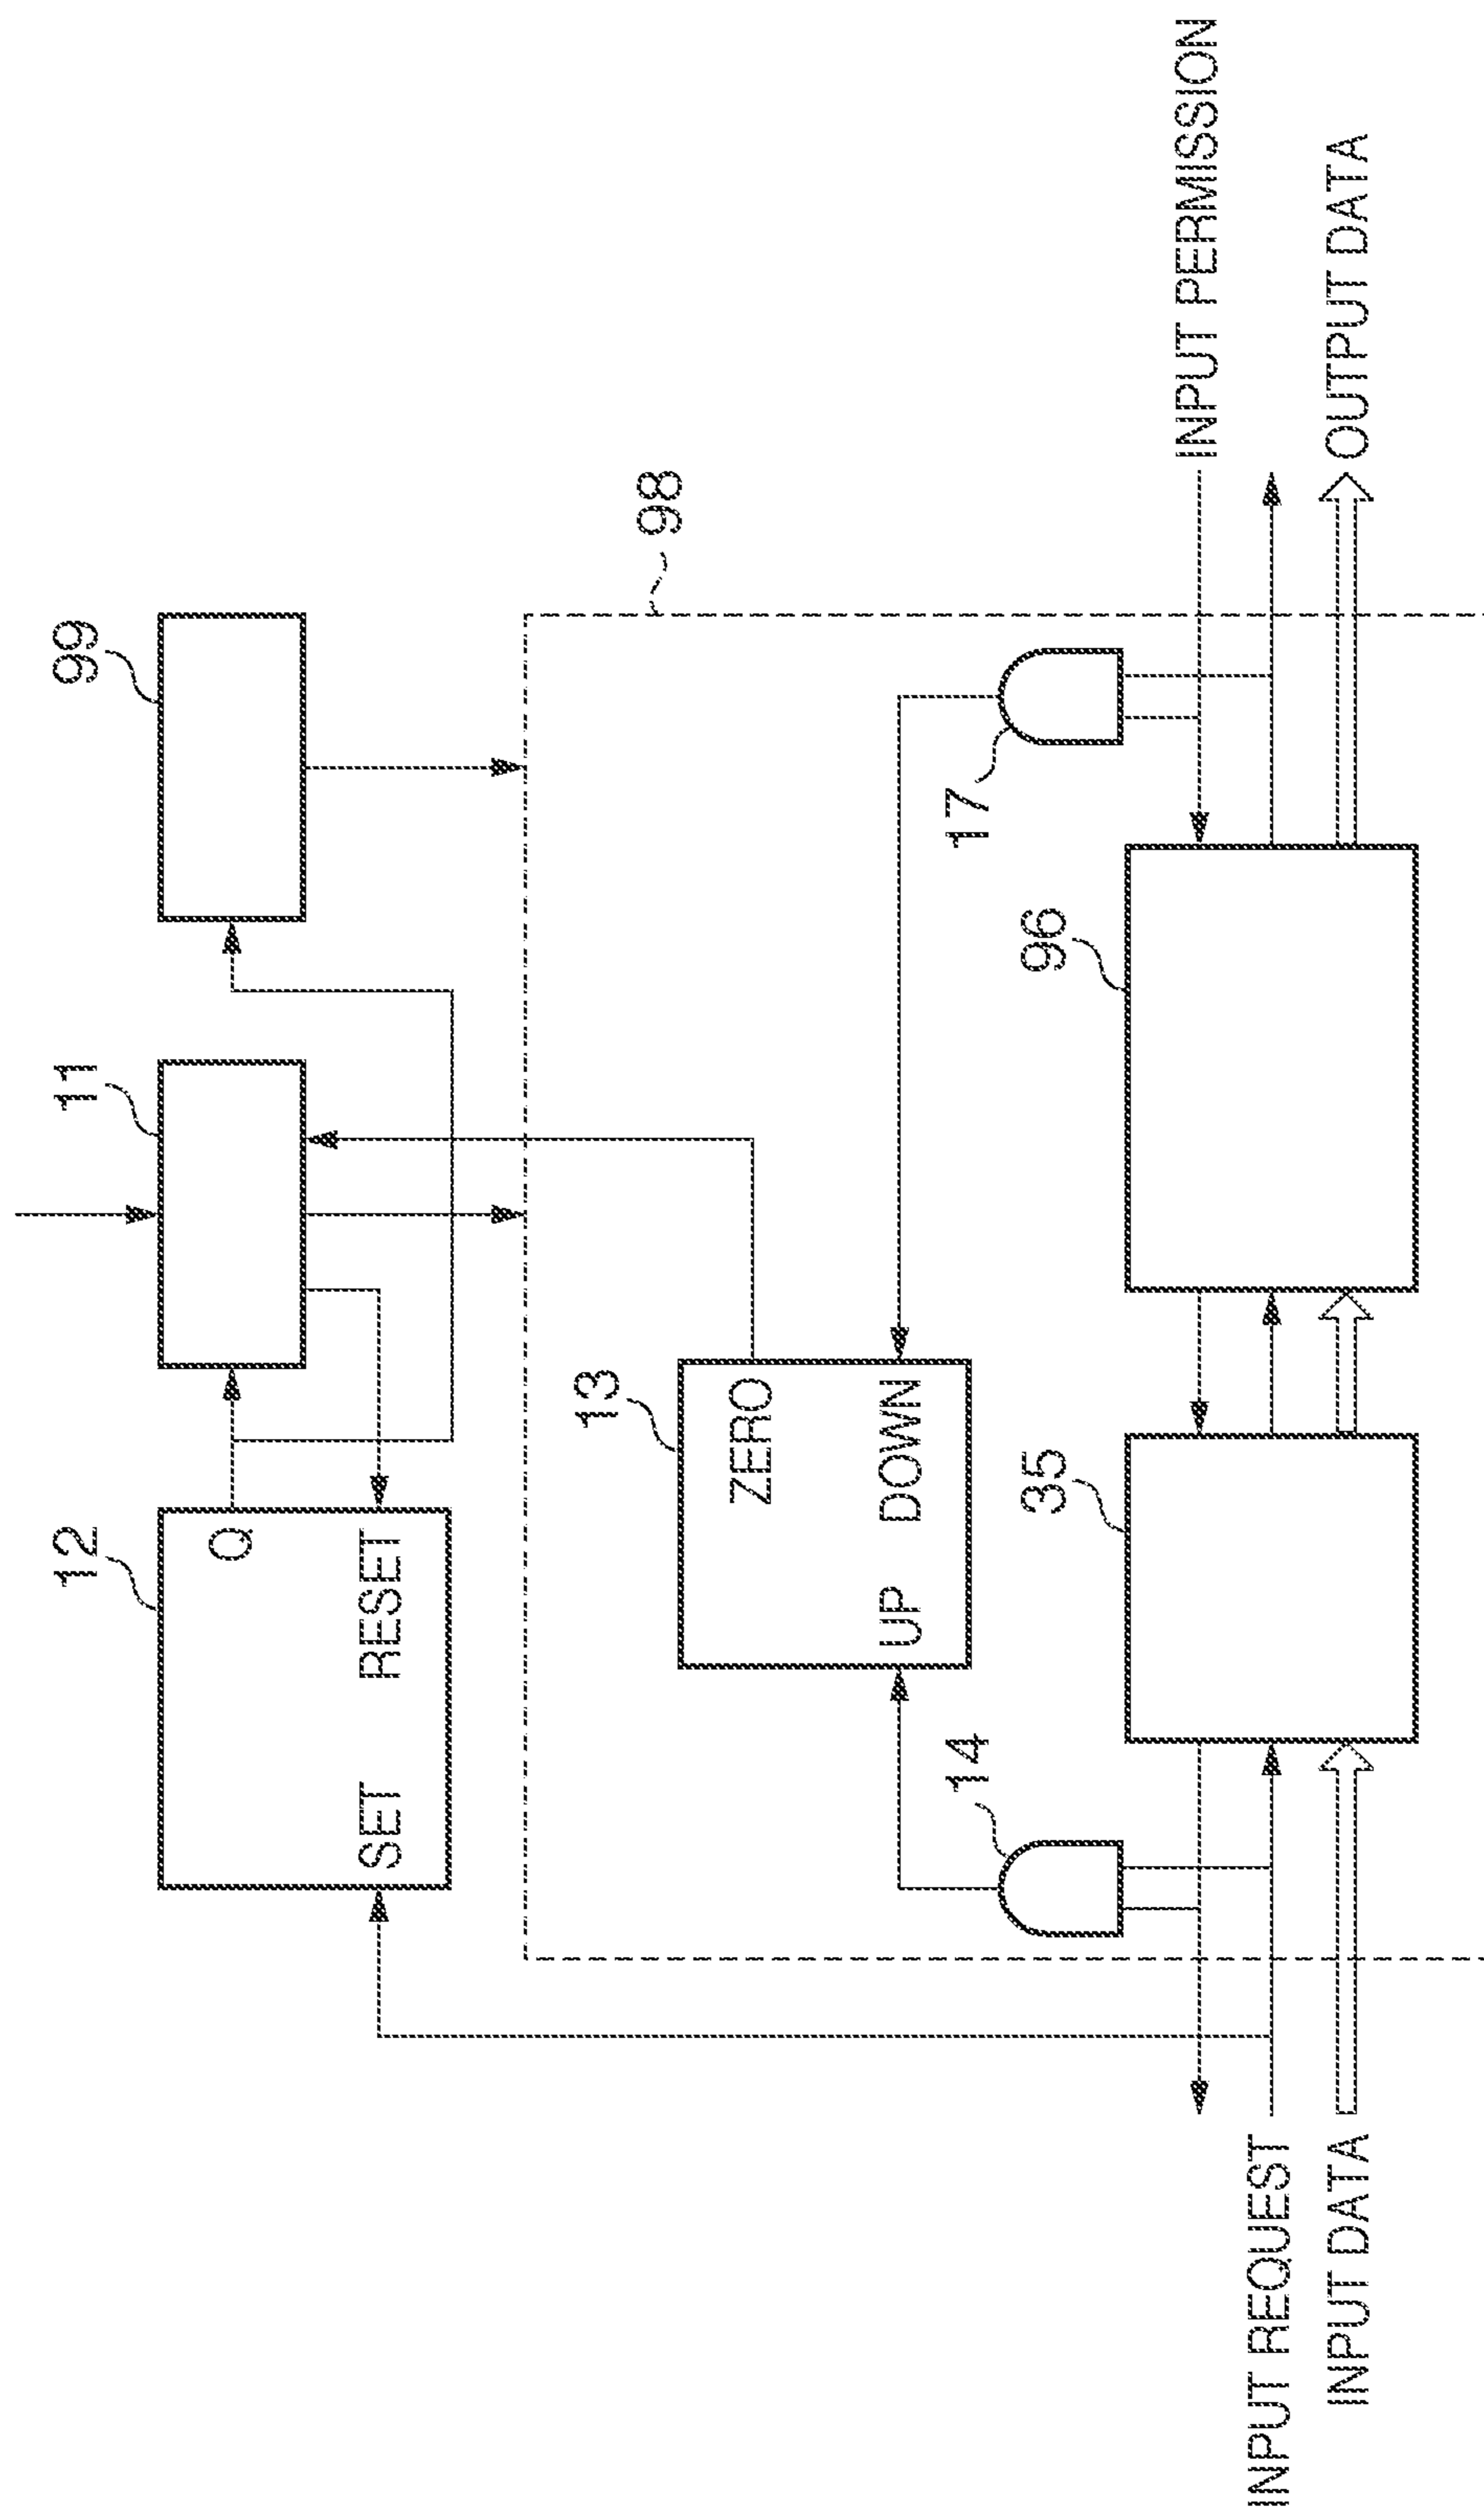 12
11
99
Q
SET
RESET
98
13
ZERO
UP
DOWN
14
17
35
96
INPUT PERMISSION
INPUT REQUEST
INPUT DATA
OUTPUT DATA